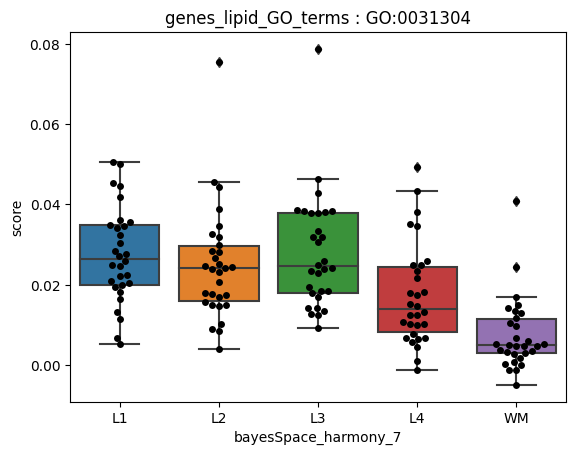 genes_lipid_GO_terms : GO:0031304
0.08
0.06
0.04
0.02
0.00
score
L1 L2 L3 L4 WM
bayesSpace_harmony_7